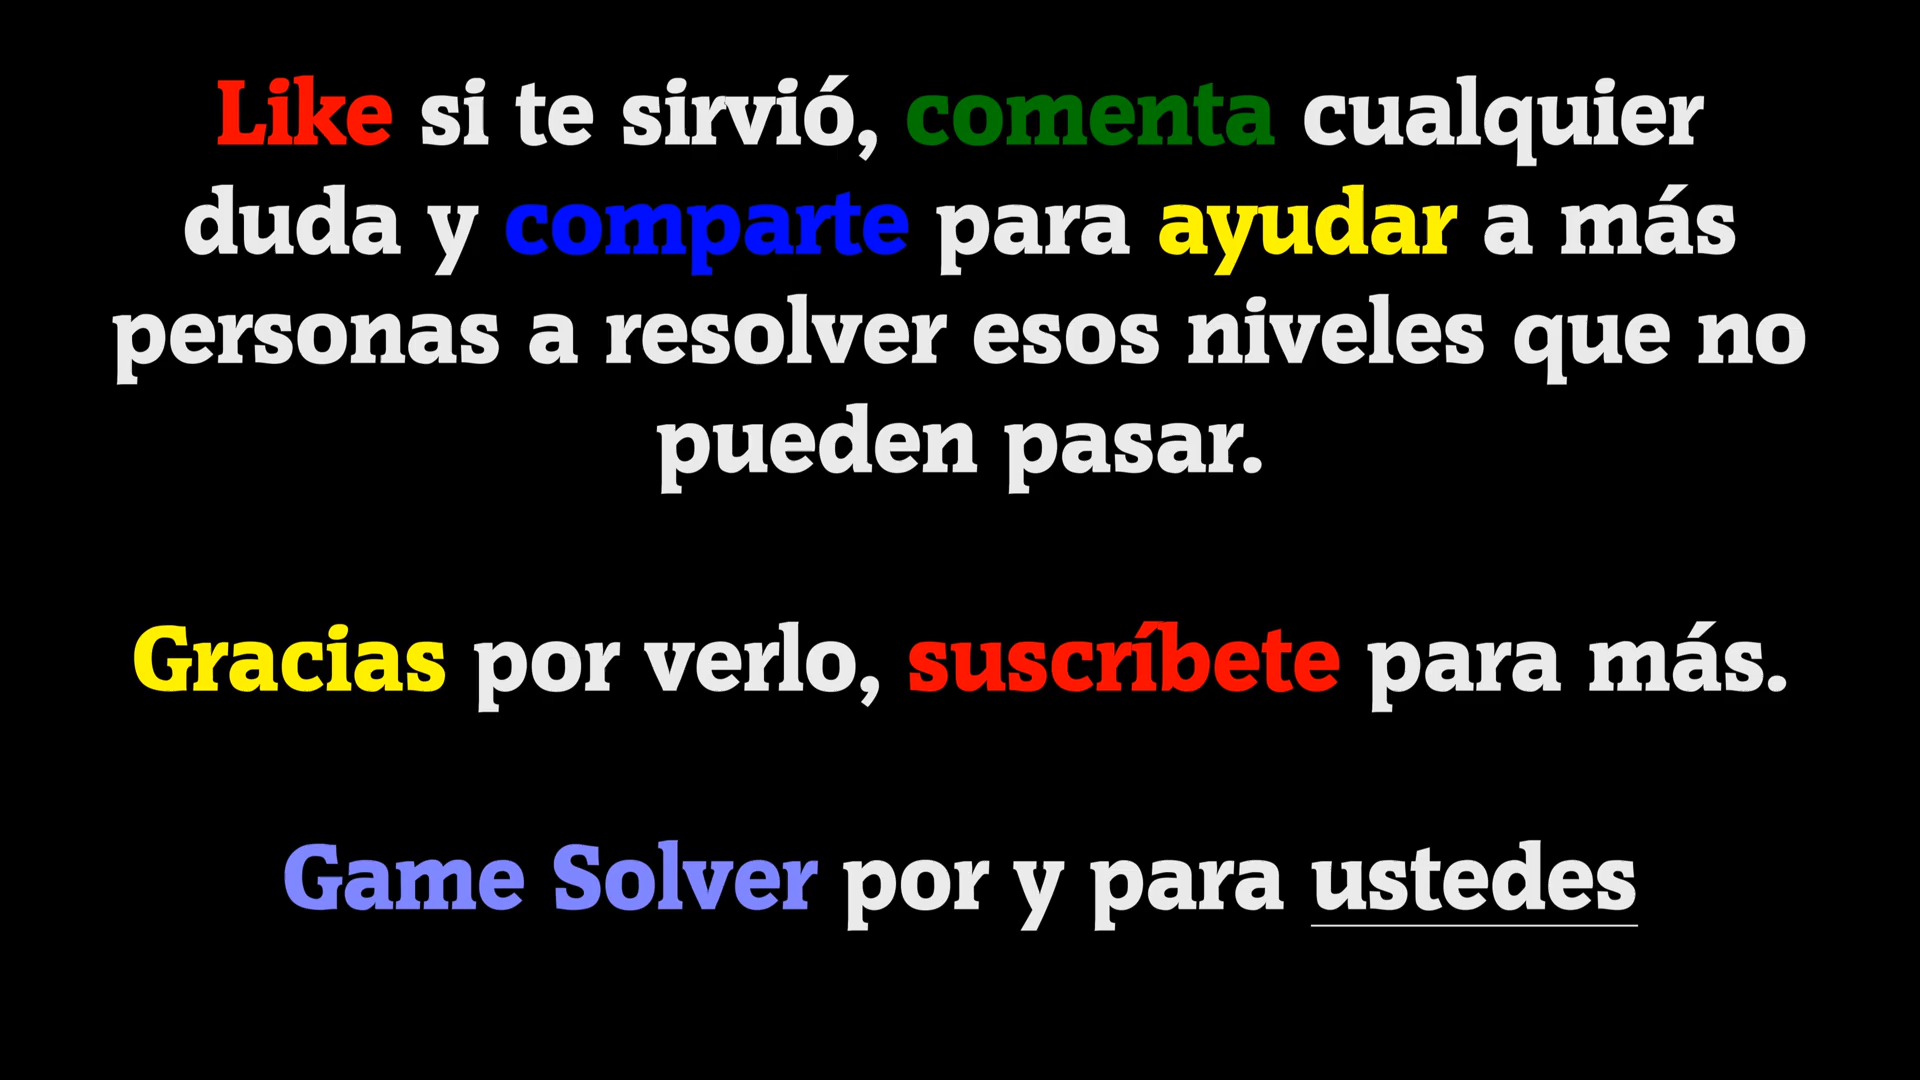 Like si te sirvió, comenta cualquier
duda y comparte para ayudar a más
personas a resolver esos niveles que no
pueden pasar.
Gracias por verlo, suscríbete para más.
Game Solver por y para ustedes